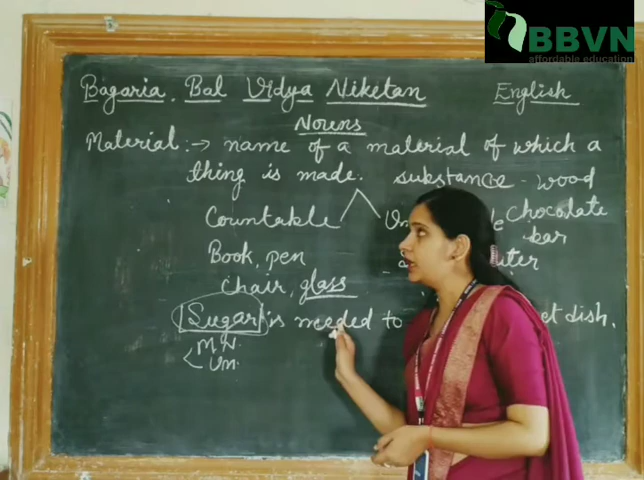 BBVN
affordable education
Bagaria Bal Vidya Niketan English
Nouns
Material :→ name of a material of which a
thing is made. substance - wood
Countable Chocolate
bar
Book, pen
Chair, glass
Sugar is needed to dish.
M.N.
Un.